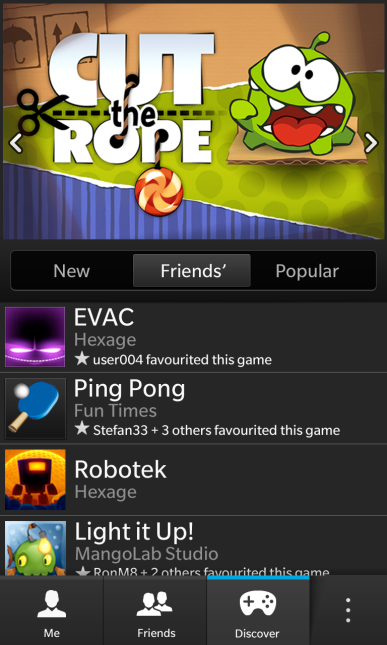 CUT
the
ROPE
New
Friends’
Popular
EVAC
Hexage
user004 favourited this game
Ping Pong
Fun Times
Stefan33 + 3 others favourited this game
Robotek
Hexage
Light it Up!
MangoLab Studio
RonM8 + 2 others favourited this game
Me
Friends
Discover